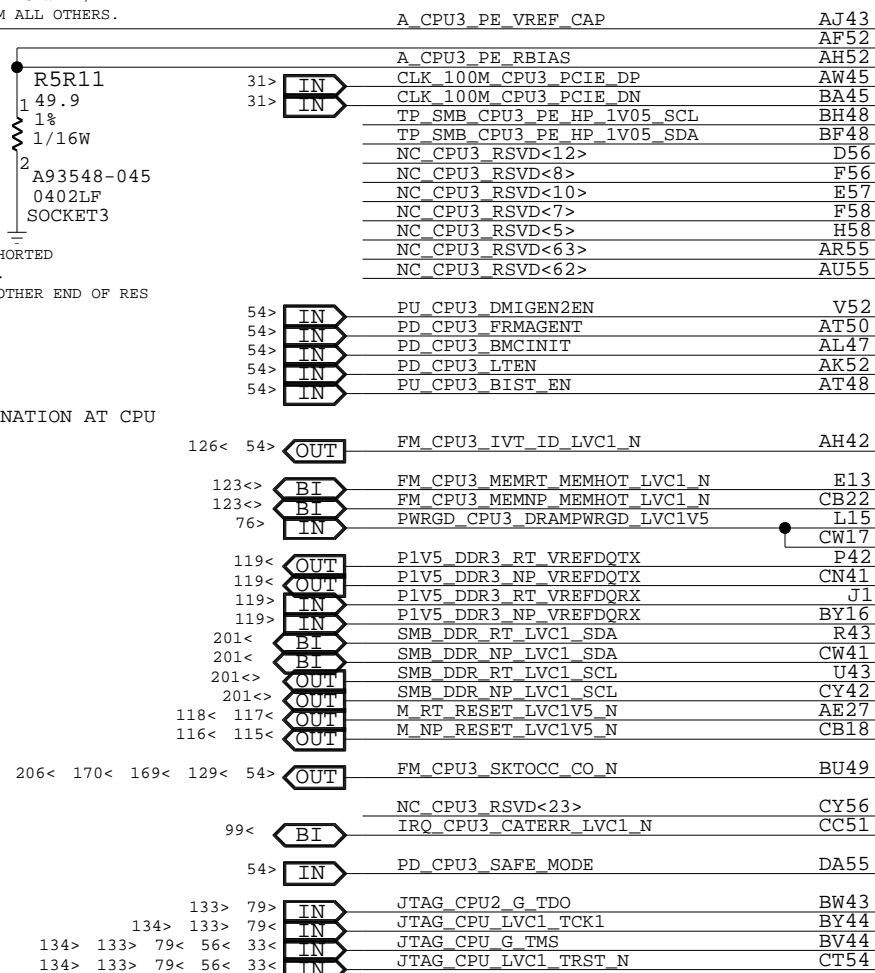 M ALL OTHERS.
A_CPU3_PE_VREF_CAP AJ43
AF52
A_CPU3_PE_RBIAS AH52
R5R11 31> IN CLK_100M_CPU3_PCIE_DP AW45
1 49.9 31> IN CLK_100M_CPU3_PCIE_DN BA45
1% TP_SMB_CPU3_PE_HP_1V05_SCL BH48
1/16W TP_SMB_CPU3_PE_HP_1V05_SDA BF48
NC_CPU3_RSVD<12> D56
2 A93548-045 NC_CPU3_RSVD<8> F56
0402LF NC_CPU3_RSVD<10> E57
SOCKET3 NC_CPU3_RSVD<7> F58
NC_CPU3_RSVD<5> H58
HORTED NC_CPU3_RSVD<63> AR55
NC_CPU3_RSVD<62> AU55
OTHER END OF RES
54> IN PU_CPU3_DMIGEN2EN V52
54> IN PD_CPU3_FRMAGENT AT50
54> IN PD_CPU3_BMCINIT AL47
54> IN PD_CPU3_LTEN AK52
54> IN PU_CPU3_BIST_EN AT48
NATION AT CPU
126< 54> OUT FM_CPU3_IVT_ID_LVC1_N AH42
123<> BI FM_CPU3_MEMRT_MEMHOT_LVC1_N E13
123<> BI FM_CPU3_MEMNP_MEMHOT_LVC1_N CB22
76> IN PWRGD_CPU3_DRAMPWRGD_LVC1V5 L15
CW17
119< OUT P1V5_DDR3_RT_VREFDQTX P42
119< OUT P1V5_DDR3_NP_VREFDQTX CN41
119> IN P1V5_DDR3_RT_VREFDQRX J1
119> IN P1V5_DDR3_NP_VREFDQRX BY16
201< BI SMB_DDR_RT_LVC1_SDA R43
201< BI SMB_DDR_NP_LVC1_SDA CW41
201<> OUT SMB_DDR_RT_LVC1_SCL U43
201<> OUT SMB_DDR_NP_LVC1_SCL CY42
118< 117< OUT M_RT_RESET_LVC1V5_N AE27
116< 115< OUT M_NP_RESET_LVC1V5_N CB18
206< 170< 169< 129< 54> OUT FM_CPU3_SKTOCC_CO_N BU49
NC_CPU3_RSVD<23> CY56
99< BI IRQ_CPU3_CATERR_LVC1_N CC51
54> IN PD_CPU3_SAFE_MODE DA55
133> 79> IN JTAG_CPU2_G_TDO BW43
134> 133> 79< IN JTAG_CPU_LVC1_TCK1 BY44
134> 133> 79< 56< 33< IN JTAG_CPU_G_TMS BV44
134> 133> 79< 56< 33< IN JTAG_CPU_LVC1_TRST_N CT54